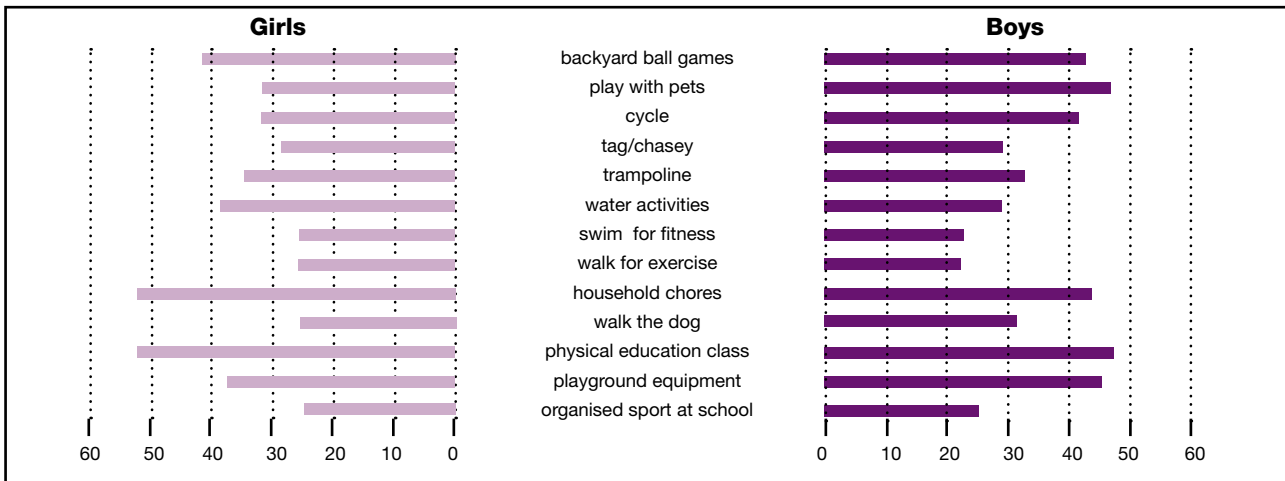 Girls Boys
backyard ball games
play with pets
cycle
tag/chasey
trampoline
water activities
swim for fitness
walk for exercise
household chores
walk the dog
physical education class
playground equipment
organised sport at school
60 50 40 30 20 10 0 0 10 20 30 40 50 60